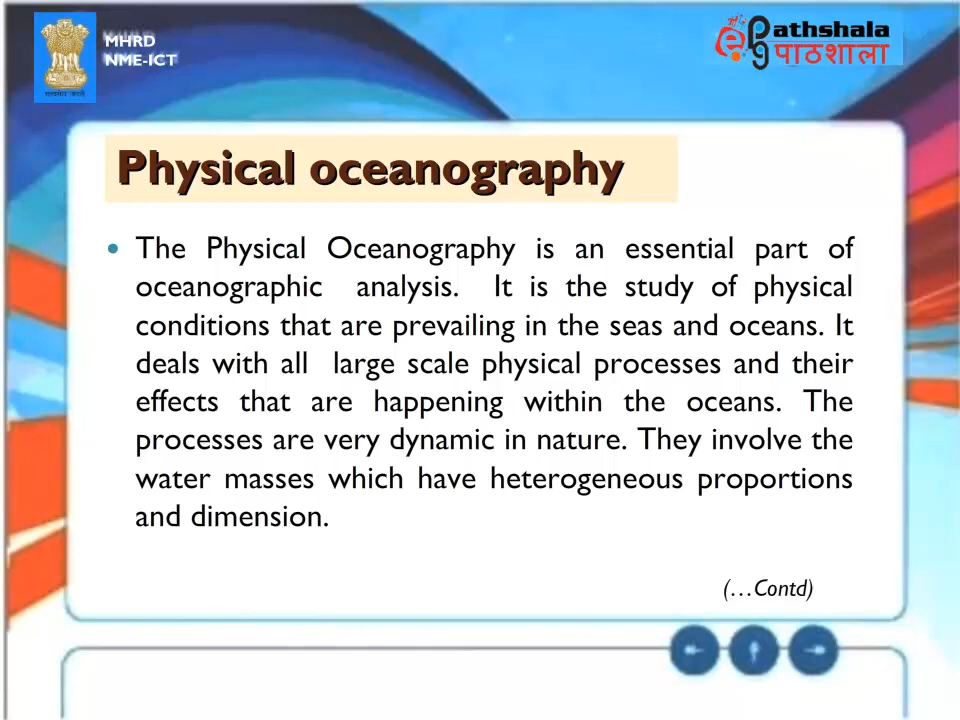 MHRD
NME-ICT
e PG Pathshala
पाठशाला
Physical oceanography
• The Physical Oceanography is an essential part of
oceanographic analysis. It is the study of physical
conditions that are prevailing in the seas and oceans. It
deals with all large scale physical processes and their
effects that are happening within the oceans. The
processes are very dynamic in nature. They involve the
water masses which have heterogeneous proportions
and dimension.
(…Contd)